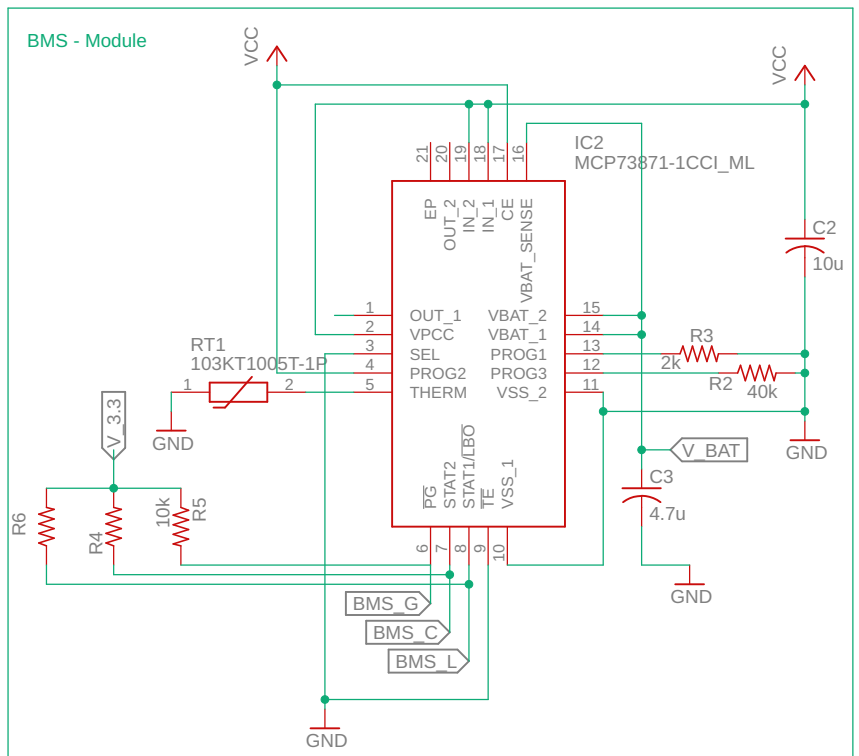 BMS - Module
VCC
VCC
IC2
MCP73871-1CCI_ML
21
20
19
18
17
16
EP
OUT_2
IN_2
IN_1
CE
VBAT_SENSE
C2
10u
1
OUT_1
VBAT_2
15
2
VPCC
VBAT_1
14
3
SEL
PROG1
13
4
PROG2
PROG3
12
5
THERM
VSS_2
11
R3
2k
R2
40k
RT1
103KT1005T-1P
1
2
GND
V_3.3
GND
V_BAT
C3
4.7u
PG
STAT2
STAT1/LBO
TE
VSS_1
R6
R4
10k
R5
6
7
8
9
10
BMS_G
BMS_C
BMS_L
GND
GND